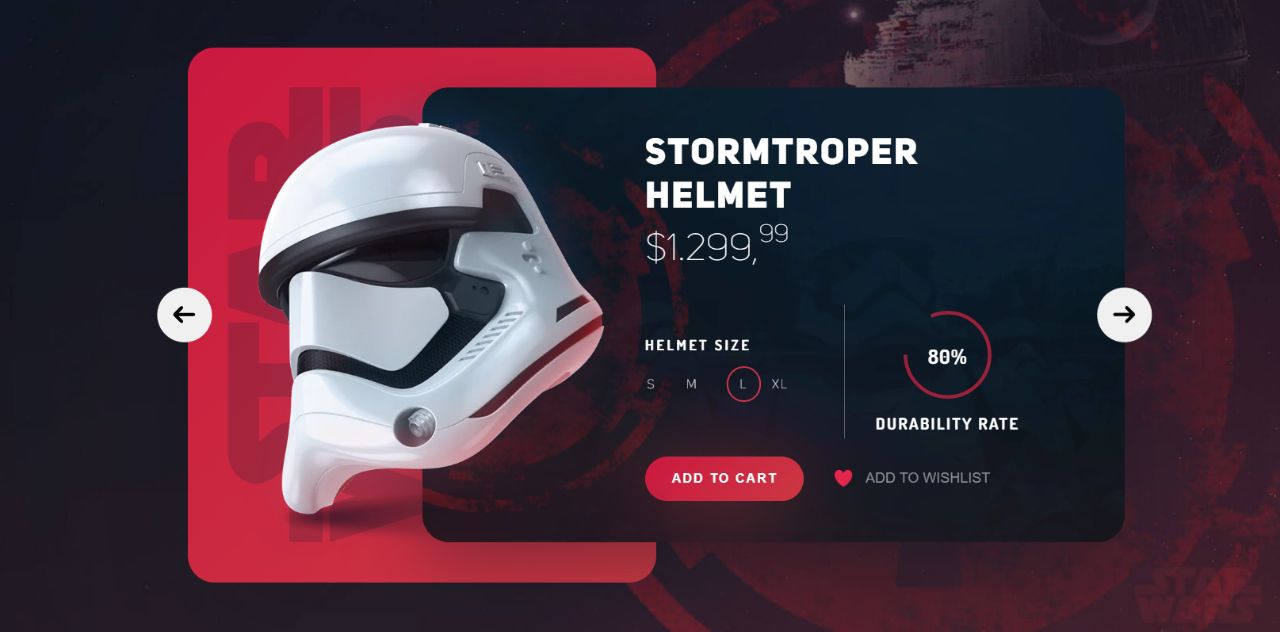 STAR
WARS
STORMTROPER
HELMET
$1.299,99
HELMET SIZE
S M L XL
80%
DURABILITY RATE
ADD TO CART
ADD TO WISHLIST
STAR
WARS